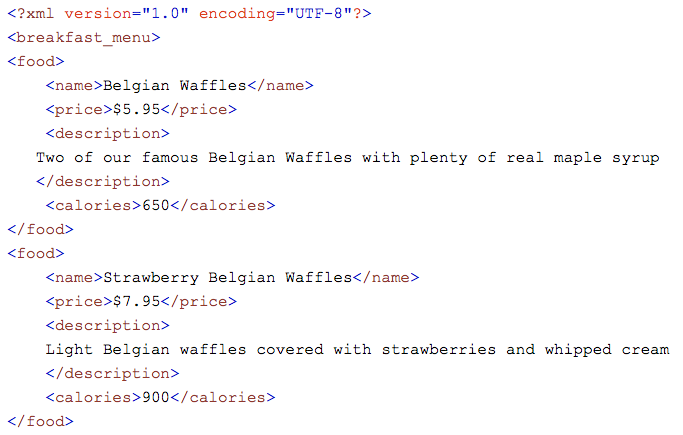 <?xml version="1.0" encoding="UTF-8"?>
<breakfast_menu>
<food>
    <name>Belgian Waffles</name>
    <price>$5.95</price>
    <description>
   Two of our famous Belgian Waffles with plenty of real maple syrup
   </description>
    <calories>650</calories>
</food>
<food>
    <name>Strawberry Belgian Waffles</name>
    <price>$7.95</price>
    <description>
    Light Belgian waffles covered with strawberries and whipped cream
    </description>
    <calories>900</calories>
</food>